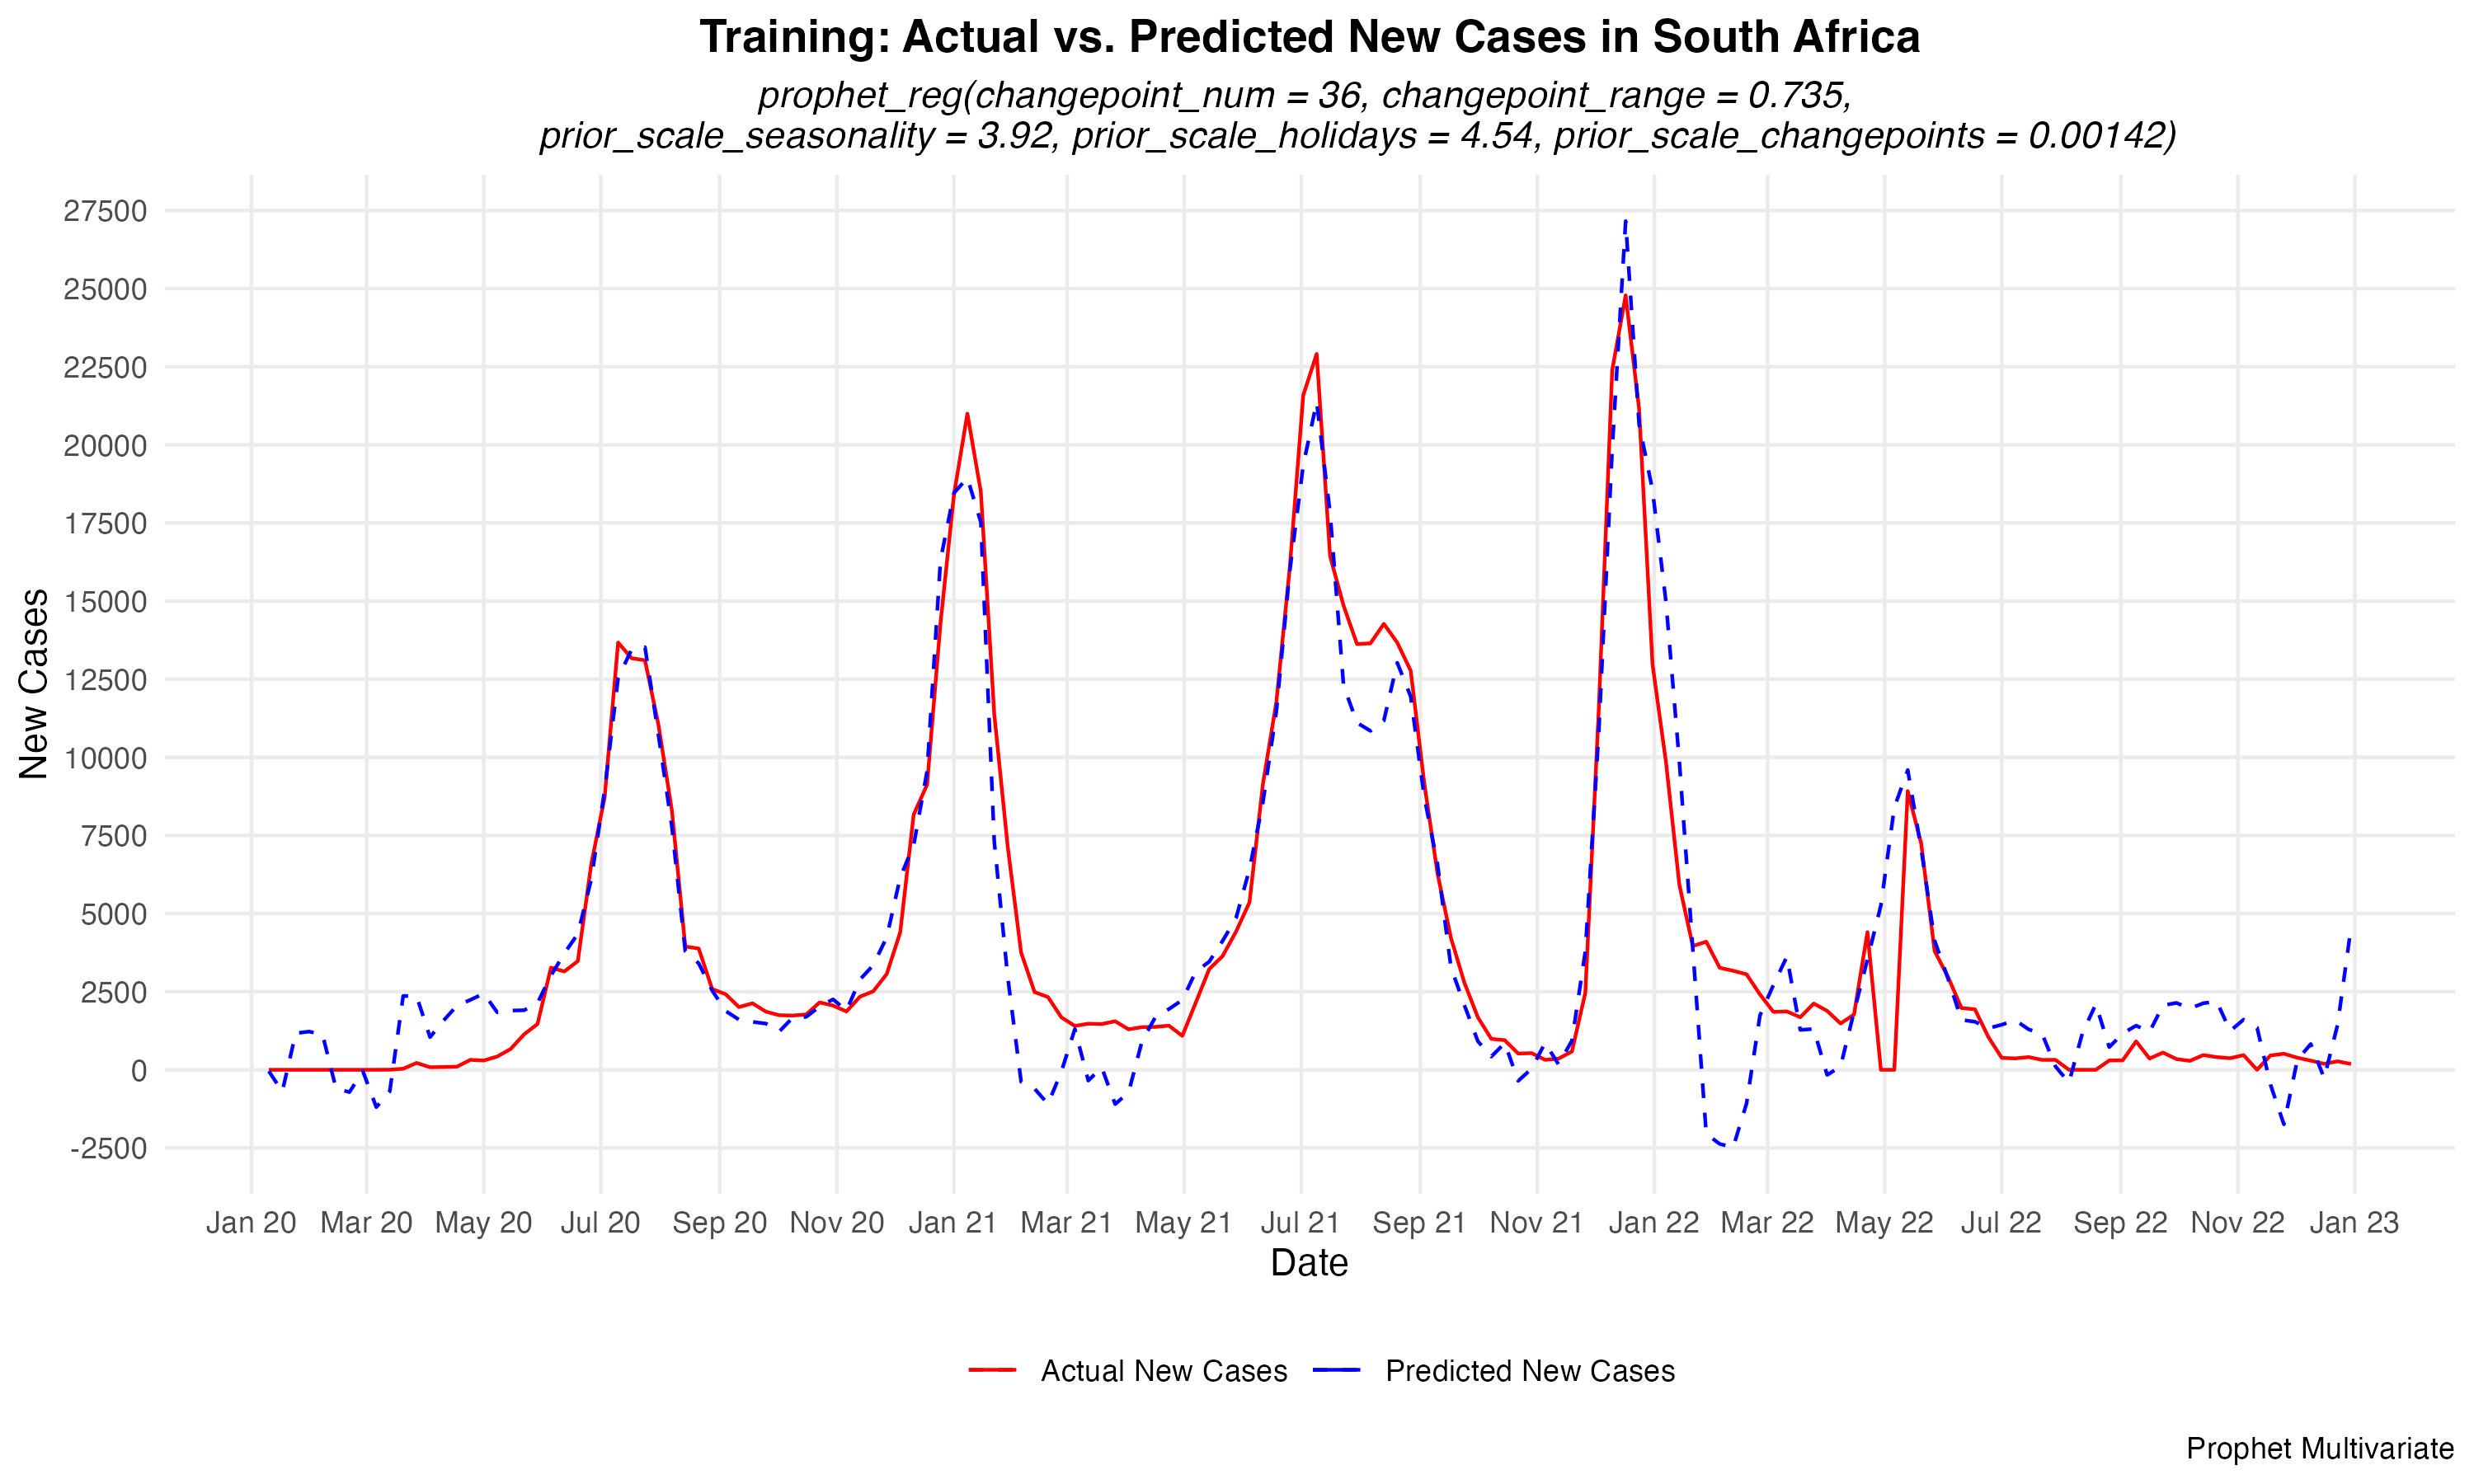 Training: Actual vs. Predicted New Cases in South Africa
prophet_reg(changepoint_num = 36, changepoint_range = 0.735,
prior_scale_seasonality = 3.92, prior_scale_holidays = 4.54, prior_scale_changepoints = 0.00142)
27500
25000
22500
20000
17500
15000
12500
10000
7500
5000
2500
0
-2500
New Cases
Jan 20 Mar 20 May 20 Jul 20 Sep 20 Nov 20 Jan 21 Mar 21 May 21 Jul 21 Sep 21 Nov 21 Jan 22 Mar 22 May 22 Jul 22 Sep 22 Nov 22 Jan 23
Date
Actual New Cases Predicted New Cases
Prophet Multivariate